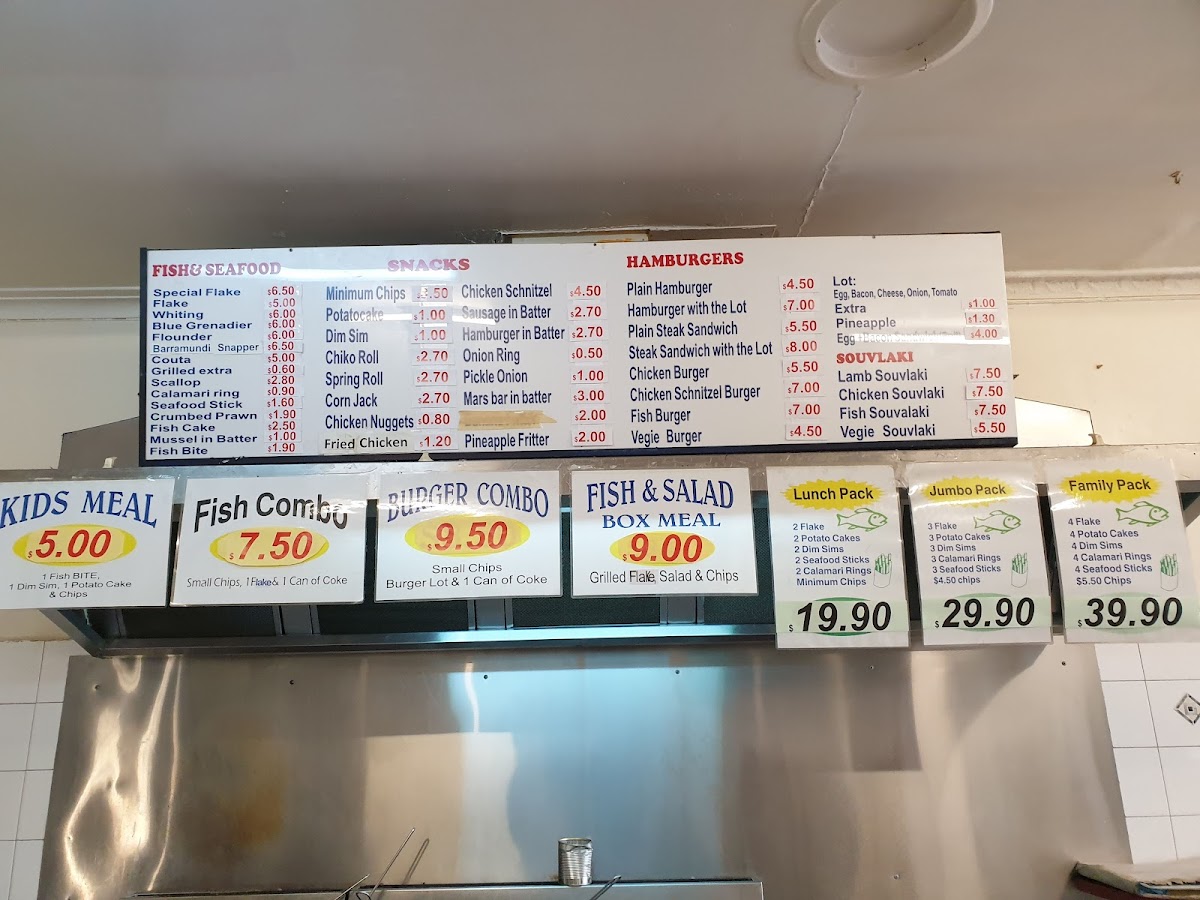 FISH& SEAFOOD
Special Flake $6.50
Flake $5.00
Whiting $6.00
Blue Grenadier $6.00
Flounder $6.00
Barramundi Snapper $6.50
Couta $5.00
Grilled extra $0.60
Scallop $2.80
Calamari ring $0.90
Seafood Stick $1.60
Crumbed Prawn $1.90
Fish Cake $2.50
Mussel in Batter $1.00
Fish Bite $1.90
SNACKS
Minimum Chips .50
Potatocake $1.00
Dim Sim $1.00
Chiko Roll $2.70
Spring Roll $2.70
Corn Jack $2.70
Chicken Nuggets $0.80
Fried Chicken $1.20
Chicken Schnitzel $4.50
Sausage in Batter $2.70
Hamburger in Batter $2.70
Onion Ring $0.50
Pickle Onion $1.00
Mars bar in batter $3.00
$2.00
Pineapple Fritter $2.00
HAMBURGERS
Plain Hamburger $4.50
Hamburger with the Lot $7.00
Plain Steak Sandwich $5.50
Steak Sandwich with the Lot $8.00
Chicken Burger $5.50
Chicken Schnitzel Burger $7.00
Fish Burger $7.00
Vegie Burger $4.50
Lot:
Egg, Bacon, Cheese, Onion, Tomato
Extra $1.00
Pineapple $1.30
Egg $4.00
SOUVLAKI
Lamb Souvlaki $7.50
Chicken Souvlaki $7.50
Fish Souvalaki $7.50
Vegie Souvlaki $5.50
KIDS MEAL
$5.00
1 Fish BITE,
1 Dim Sim, 1 Potato Cake
& Chips
Fish Combo
$7.50
Small Chips, 1Flake & 1 Can of Coke
BURGER COMBO
$9.50
Small Chips
Burger Lot & 1 Can of Coke
FISH & SALAD
BOX MEAL
$9.00
Grilled Flake, Salad & Chips
Lunch Pack
2 Flake
2 Potato Cakes
2 Dim Sims
2 Seafood Sticks
2 Calamari Rings
Minimum Chips
$19.90
Jumbo Pack
3 Flake
3 Potato Cakes
3 Dim Sims
3 Calamari Rings
3 Seafood Sticks
$4.50 chips
$29.90
Family Pack
4 Flake
4 Potato Cakes
4 Dim Sims
4 Calamari Rings
4 Seafood Sticks
$5.50 Chips
$39.90